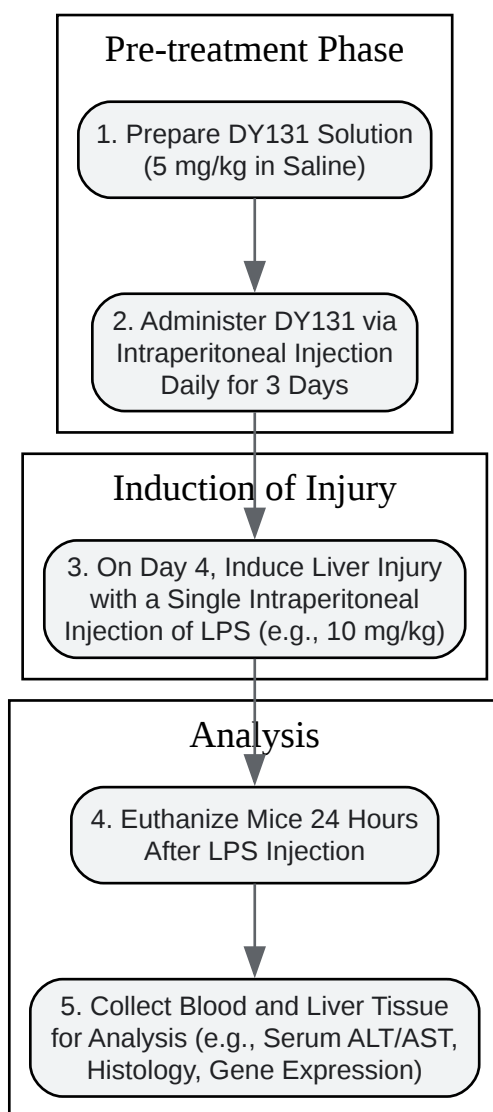 Pre-treatment Phase
1. Prepare DY131 Solution
(5 mg/kg in Saline)
2. Administer DY131 via
Intraperitoneal Injection
Daily for 3 Days
Induction of Injury
3. On Day 4, Induce Liver Injury
with a Single Intraperitoneal
Injection of LPS (e.g., 10 mg/kg)
Analysis
4. Euthanize Mice 24 Hours
After LPS Injection
5. Collect Blood and Liver Tissue
for Analysis (e.g., Serum ALT/AST,
Histology, Gene Expression)